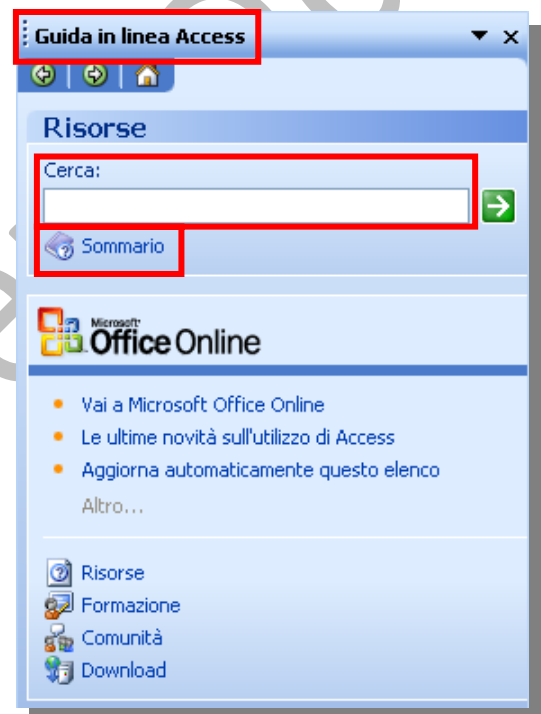 Guida in linea Access
Risorse
Cerca:
Sommario
Microsoft
Office Online
Vai a Microsoft Office Online
Le ultime novità sull'utilizzo di Access
Aggiorna automaticamente questo elenco
Altro...
Risorse
Formazione
Comunità
Download